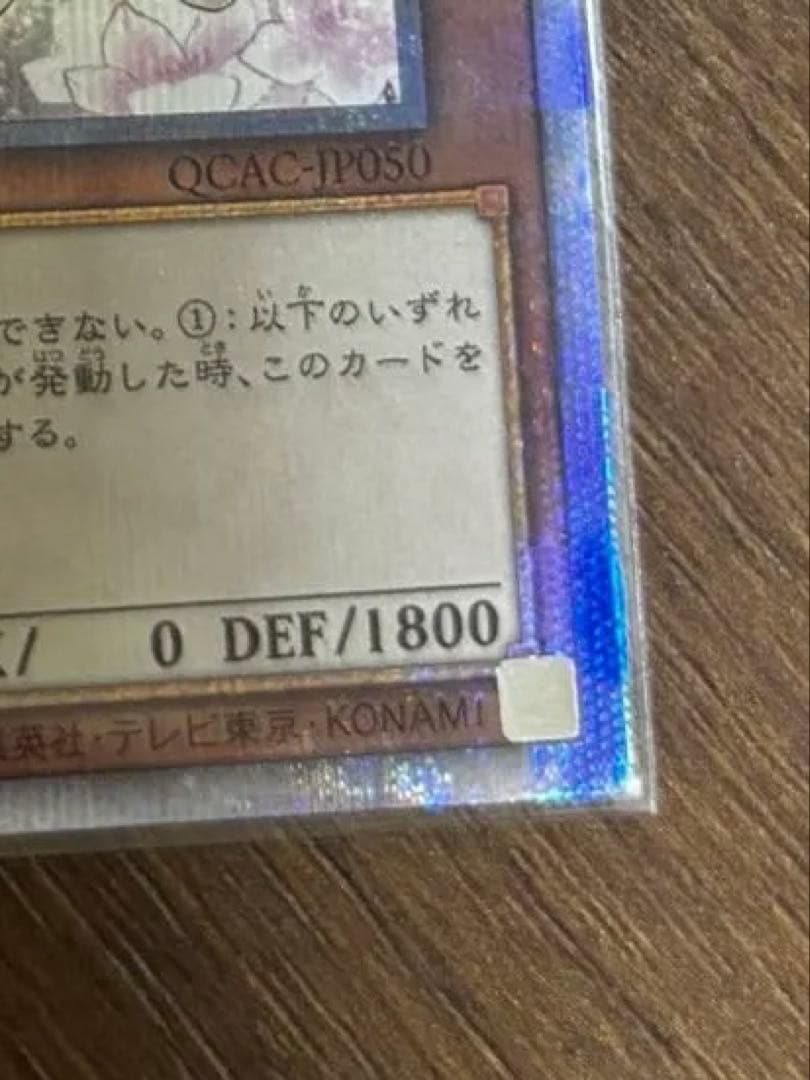 QCAC-JP050
できない。①：以下のいずれ
が発動した時、このカードを
する。
/ 0 DEF/1800
英社・テレビ東京・KONAMI